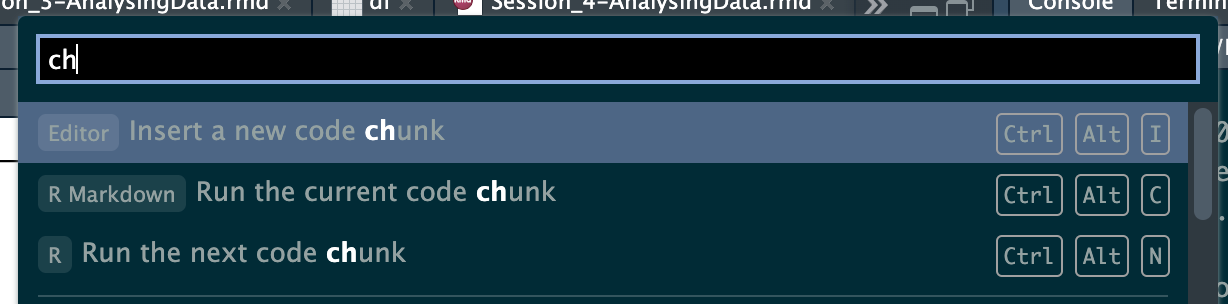 on_3-AnalysingData.rmd × df × Session_4-AnalysingData.rmd × Console Termin
ch
Editor Insert a new code chunk Ctrl Alt I
R Markdown Run the current code chunk Ctrl Alt C
R Run the next code chunk Ctrl Alt N